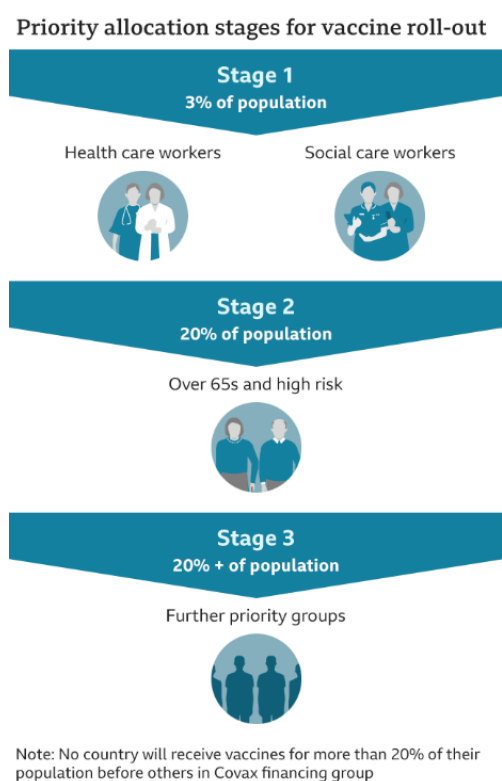 Priority allocation stages for vaccine roll-out
Stage 1
3% of population
Health care workers
Social care workers
Stage 2
20% of population
Over 65s and high risk
Stage 3
20% + of population
Further priority groups
Note: No country will receive vaccines for more than 20% of their
population before others in Covax financing group